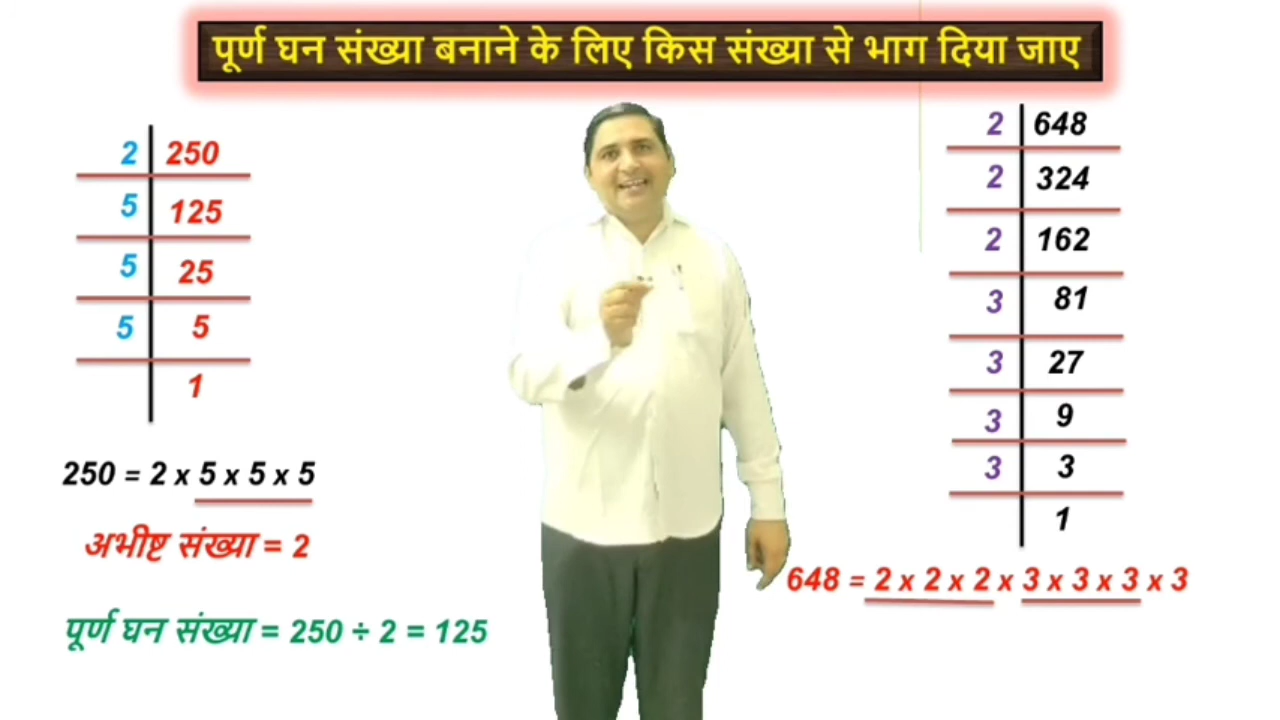 पूर्ण घन संख्या बनाने के लिए किस संख्या से भाग दिया जाए
2 250
5 125
5 25
5 5
1
250 = 2 x 5 x 5 x 5
अभीष्ट संख्या = 2
पूर्ण घन संख्या = 250 ÷ 2 = 125
2 648
2 324
2 162
3 81
3 27
3 9
3 3
1
648 = 2 x 2 x 2 x 3 x 3 x 3 x 3